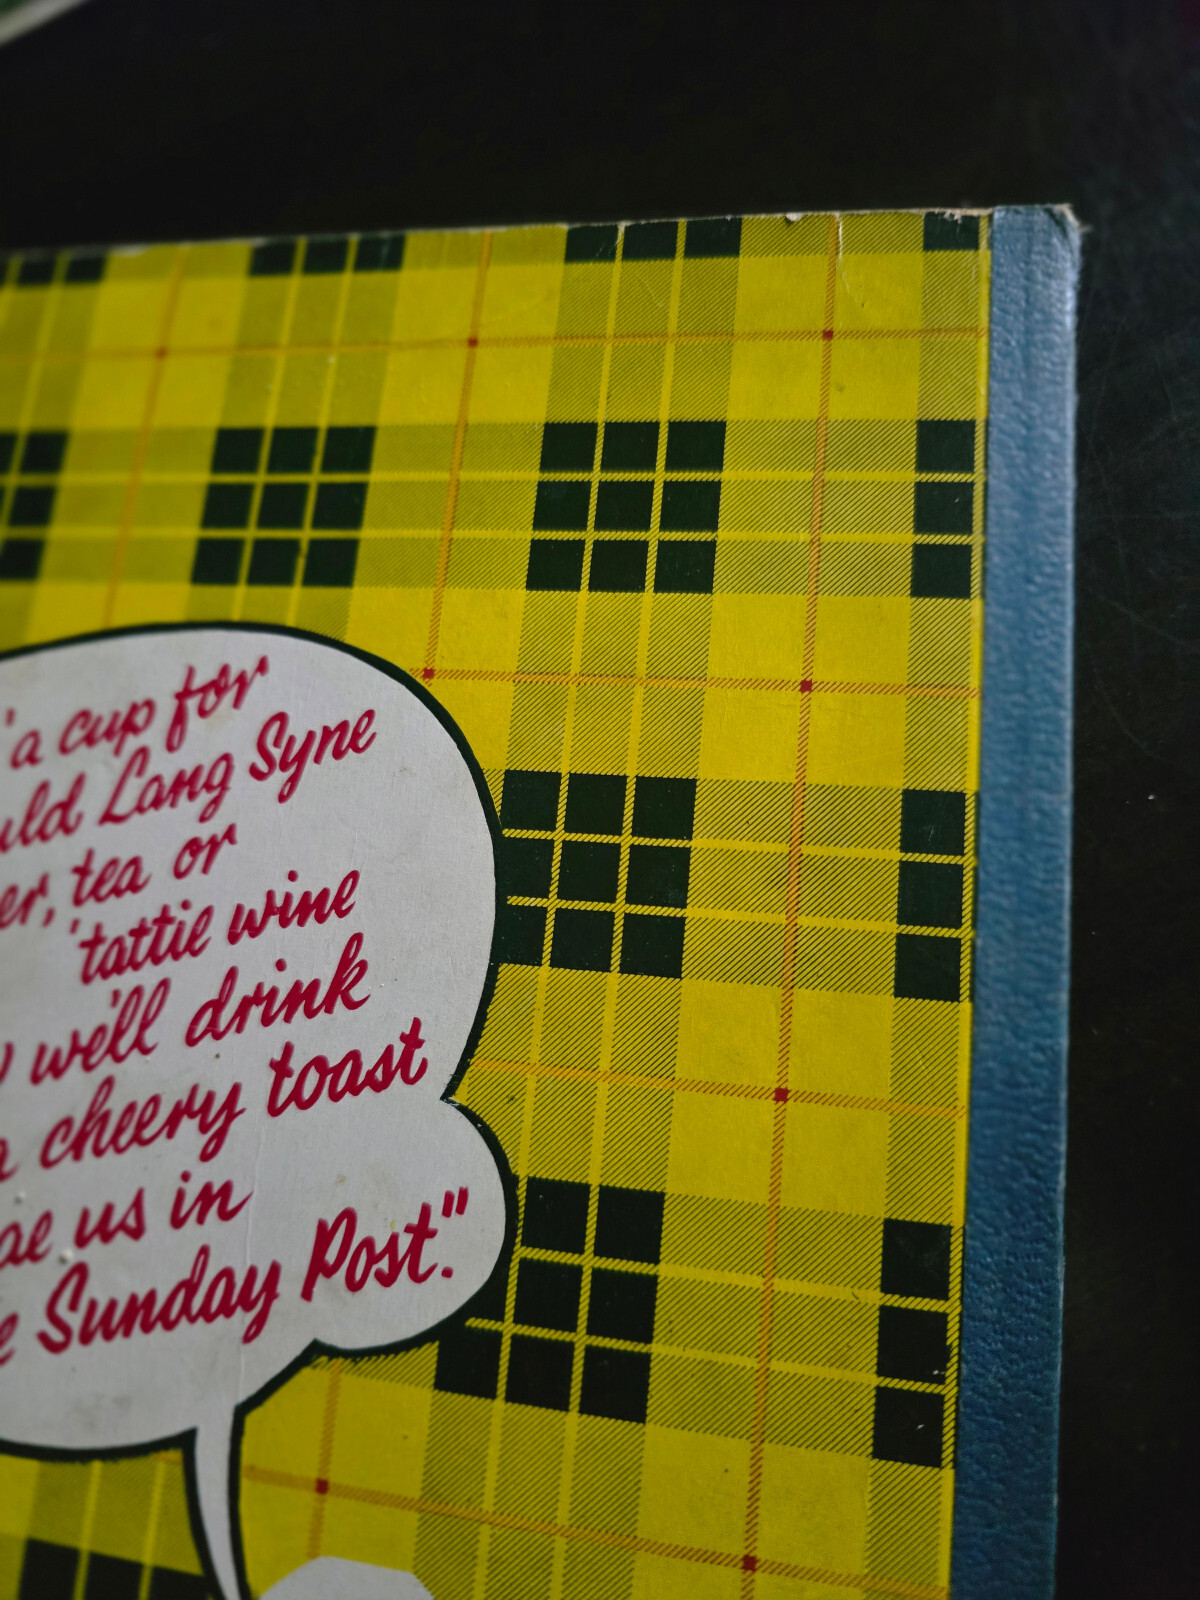 'a cup for
uld Lang Syne
er, tea or
'tattie wine
we'll drink
a cheery toast
ae us in
e Sunday Post".